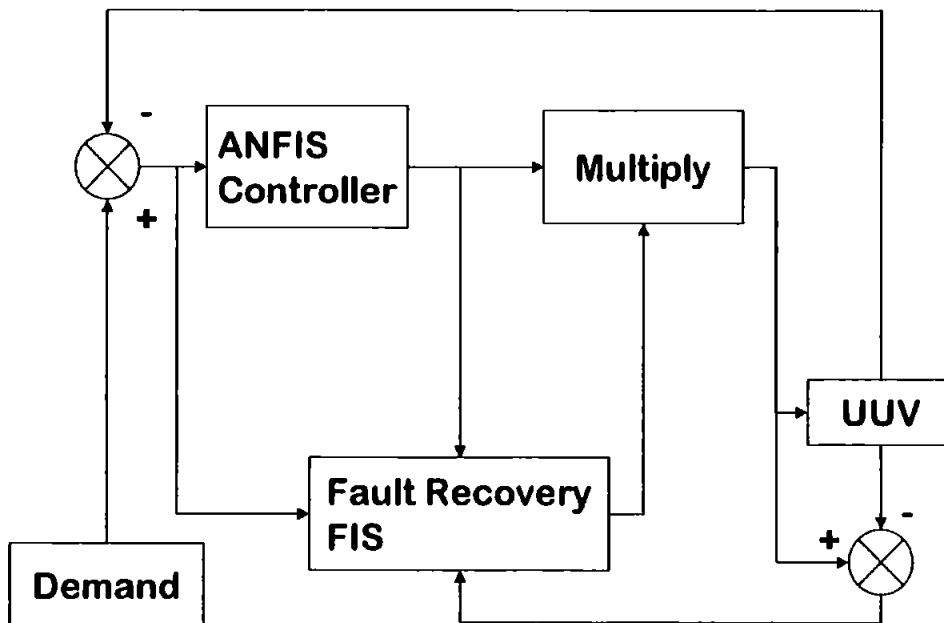 -
ANFIS
Controller
Multiply
+
UUV
Fault Recovery
FIS
-
+
Demand